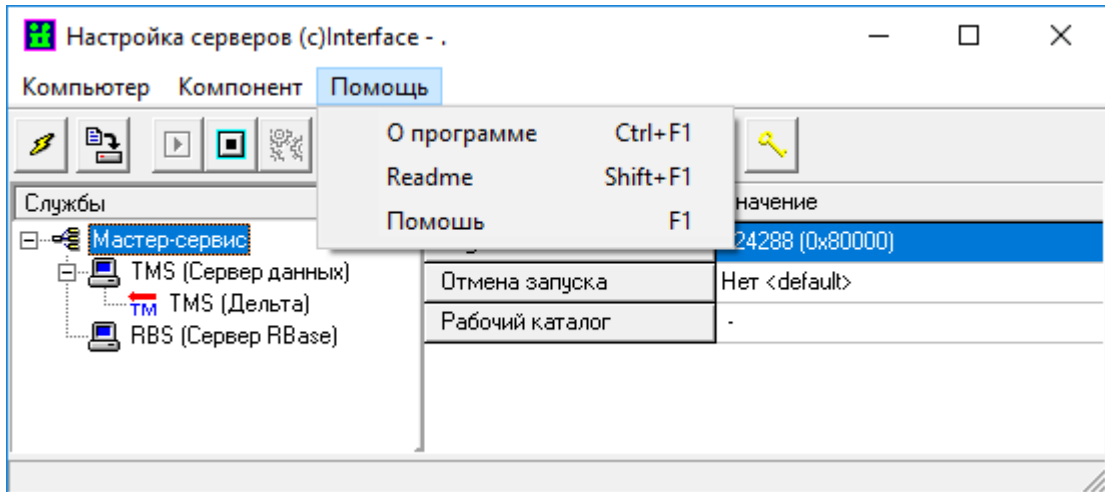 Настройка серверов (c)Interface - .
Компьютер Компонент Помощь
О программе Ctrl+F1
Readme Shift+F1
Помошь F1
Службы
Мастер-сервис
TMS (Сервер данных)
TM TMS (Дельта)
RBS (Сервер RBase)
начение
24288 (0x80000)
Отмена запуска Нет <default>
Рабочий каталог -